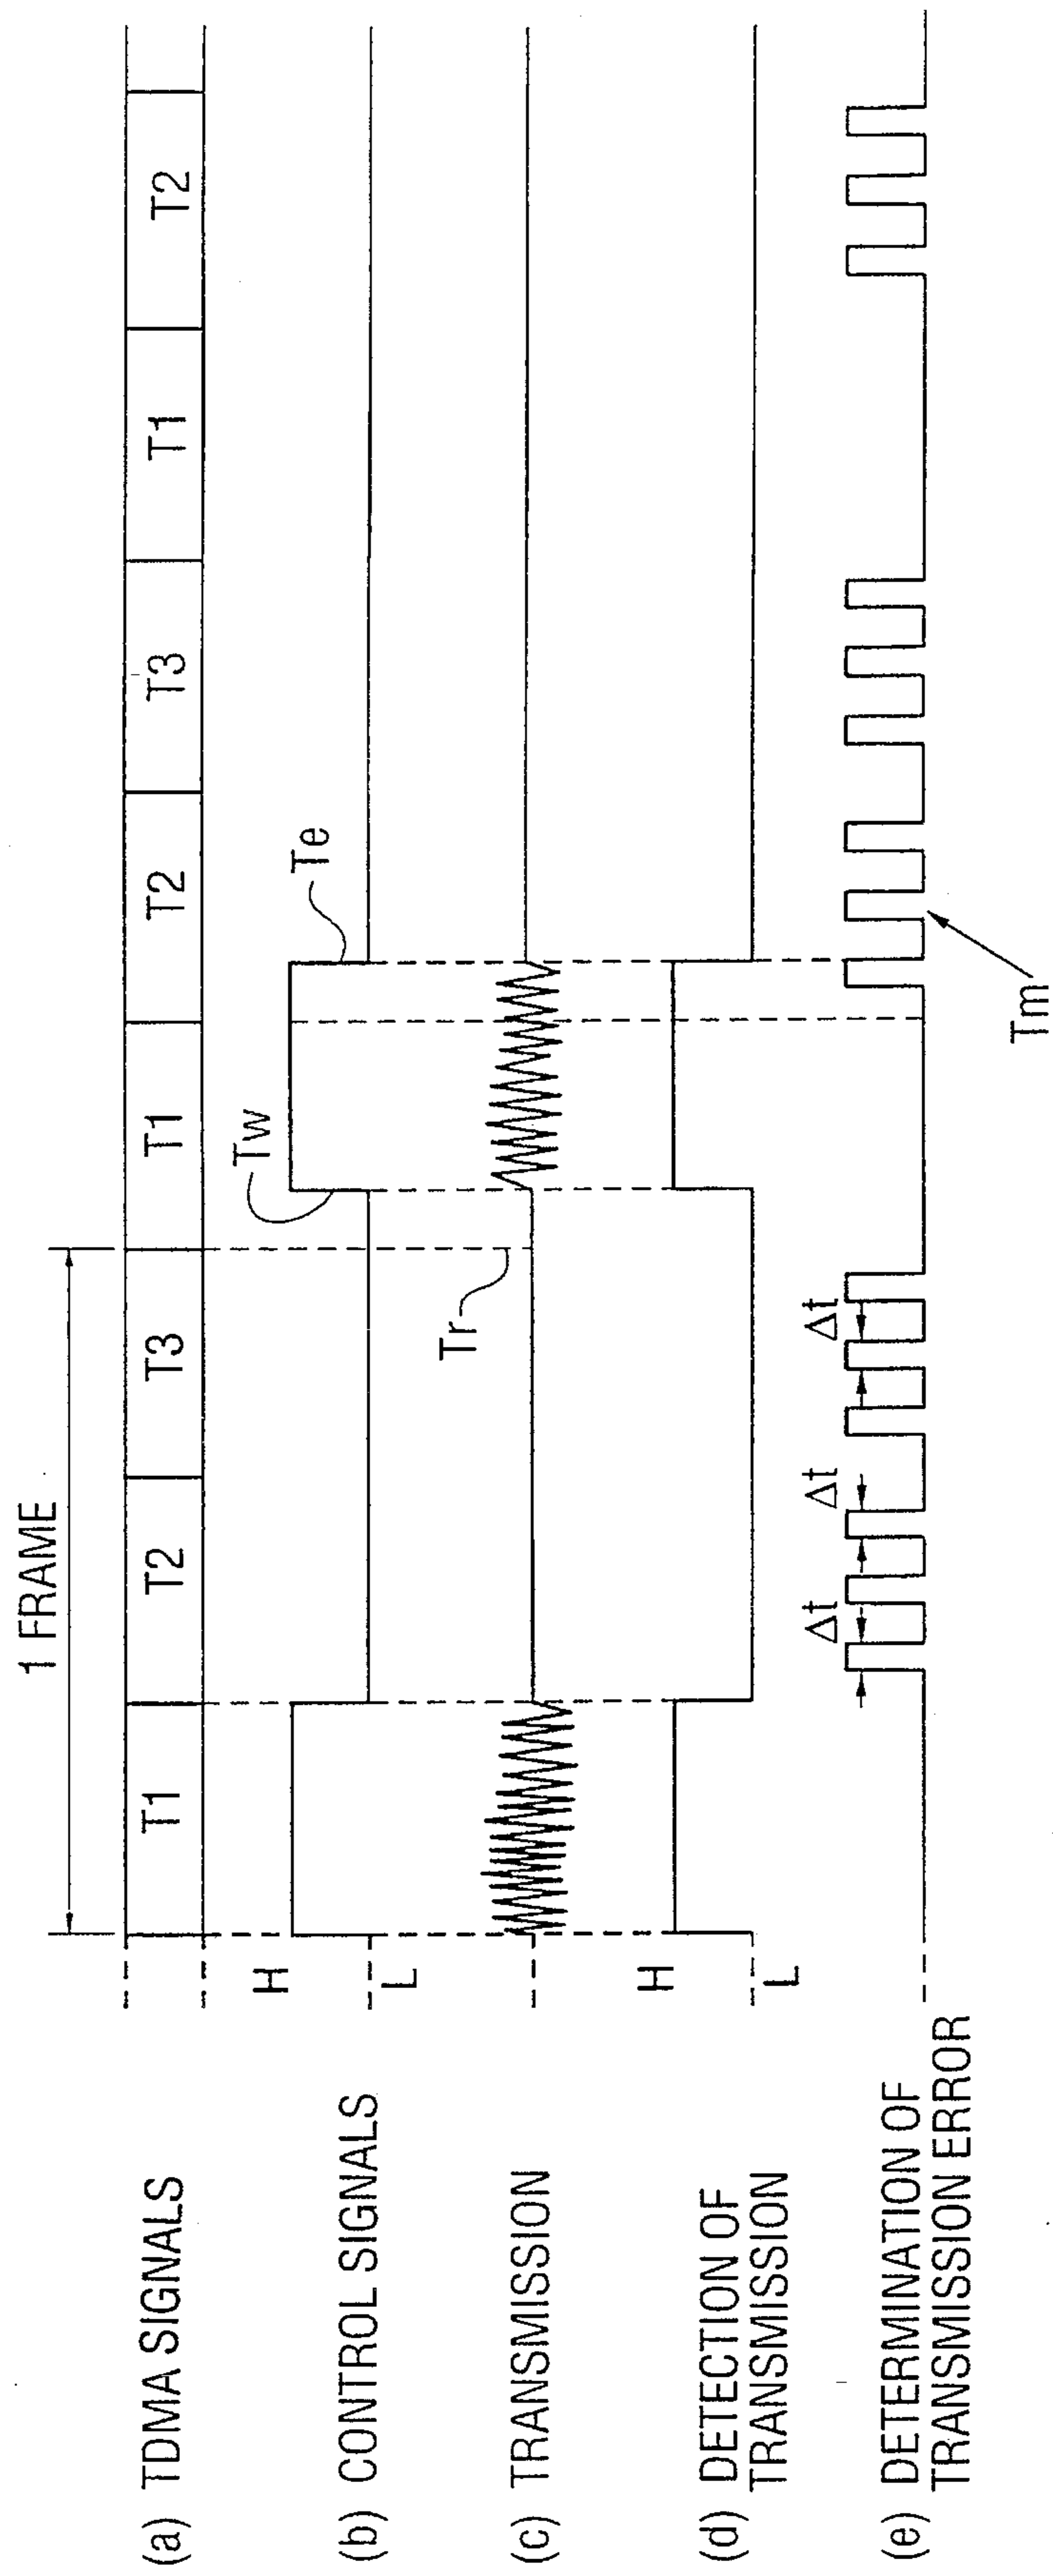 1 FRAME
(a) TDMA SIGNALS
T1
T2
T3
T1
T2
T3
T1
T2
(b) CONTROL SIGNALS
H
L
Tw
Te
(c) TRANSMISSION
Tr
(d) DETECTION OF
TRANSMISSION
H
L
(e) DETERMINATION OF
TRANSMISSION ERROR
Δt
Δt
Δt
Tm